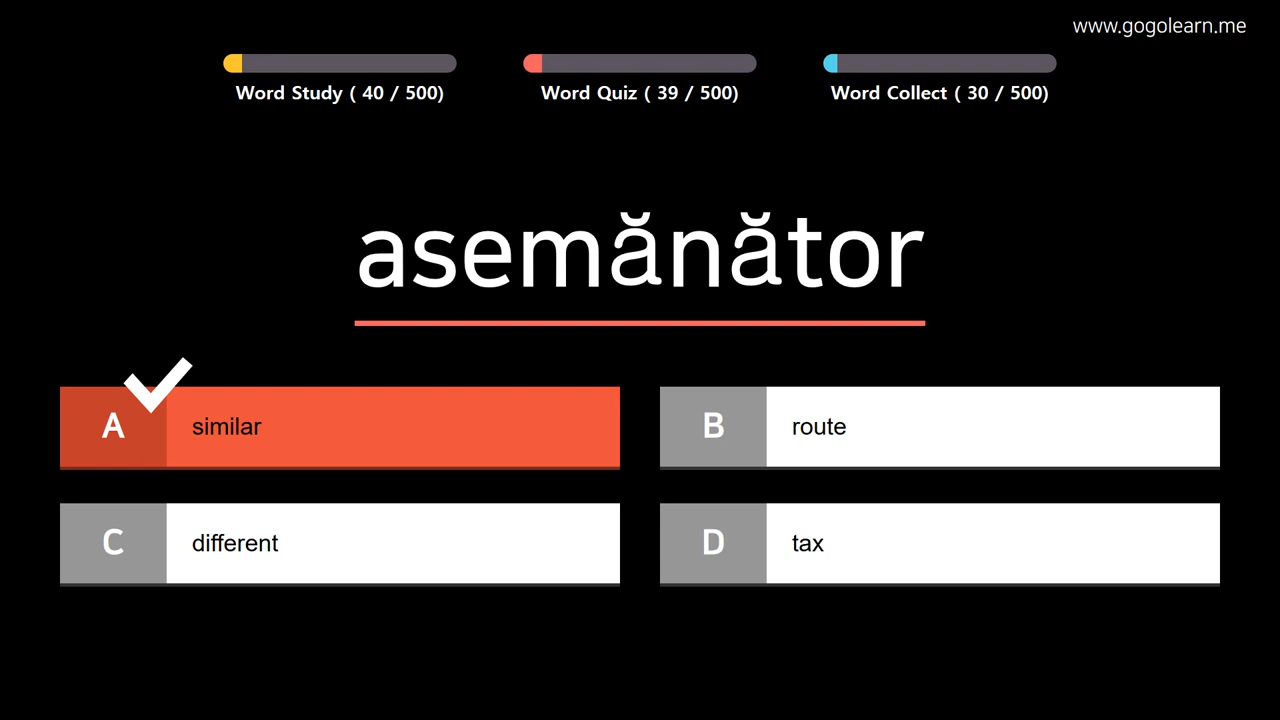 www.gogolearn.me
Word Study ( 40 / 500)
Word Quiz ( 39 / 500)
Word Collect ( 30 / 500)
asemănător
A similar
B route
C different
D tax